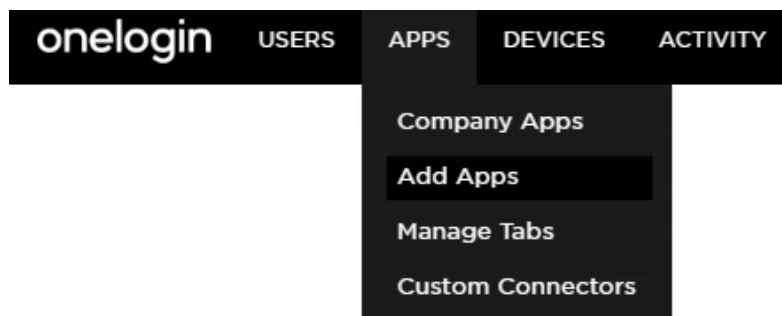 onelogin USERS APPS DEVICES ACTIVITY
Company Apps
Add Apps
Manage Tabs
Custom Connectors